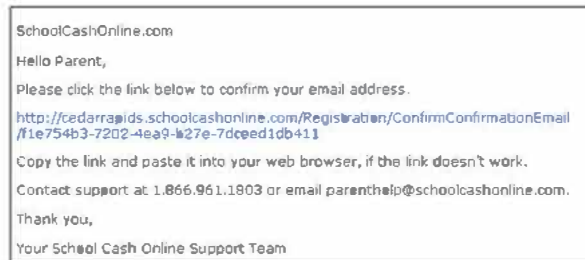 SchoolCashOnline.com
Hello Parent,
Please click the link below to confirm your email address.
http://cedarrapids.schoolcashonline.com/Registration/ConfirmConfirmationEmail
/f1e754b3-7202-4ea9-b27e-7dceed1db411
Copy the link and paste it into your web browser, if the link doesn't work.
Contact support at 1.866.961.1803 or email parenthelp@schoolcashonline.com.
Thank you,
Your School Cash Online Support Team